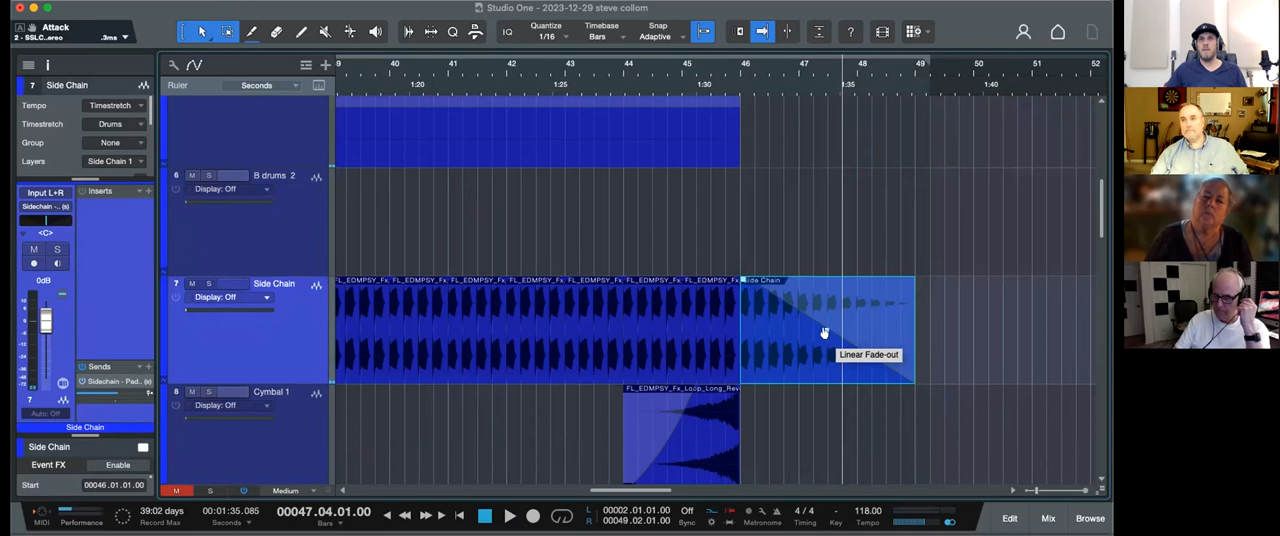 Studio One - 2023-12-29 steve collom
Attack
2 - SSLC...ereo
.3ms
IQ
Quantize
1/16
Timebase
Bars
Snap
Adaptive
?
i
7
Side Chain
Tempo
Timestretch
Timestretch
Drums
Group
None
Layers
Side Chain 1
Ruler
Seconds
9
40
41
42
43
44
45
46
47
48
49
50
51
52
1:20
1:25
1:30
1:35
1:40
6
M
S
B drums 2
Display: Off
7
M
S
Side Chain
Display: Off
FL_EDMPSY_Fx
FL_EDMPSY_Fx
FL_EDMPSY_Fx
FL_EDMPSY_Fx
FL_EDMPSY_Fx
FL_EDMPSY_Fx
FL_EDMPSY_Fx
Side Chain
Linear Fade-out
8
M
S
Cymbal 1
Display: Off
FL_EDMPSY_Fx_Loop_Long_Rev
Input L+R
Sidechain -... (s)
<C>
M
S
0dB
7
Auto: Off
Side Chain
Inserts
Sends
Sidechain - Pad...
Side Chain
Event FX
Enable
Start
00046.01.01.00
M
S
Medium
MIDI
Performance
39:02 days
Record Max
00:01:35.085
Seconds
00047.04.01.00
Bars
L
R
00002.01.01.00
00049.02.01.00
Off
Sync
Metronome
4 / 4
Timing
Key
118.00
Tempo
Edit
Mix
Browse